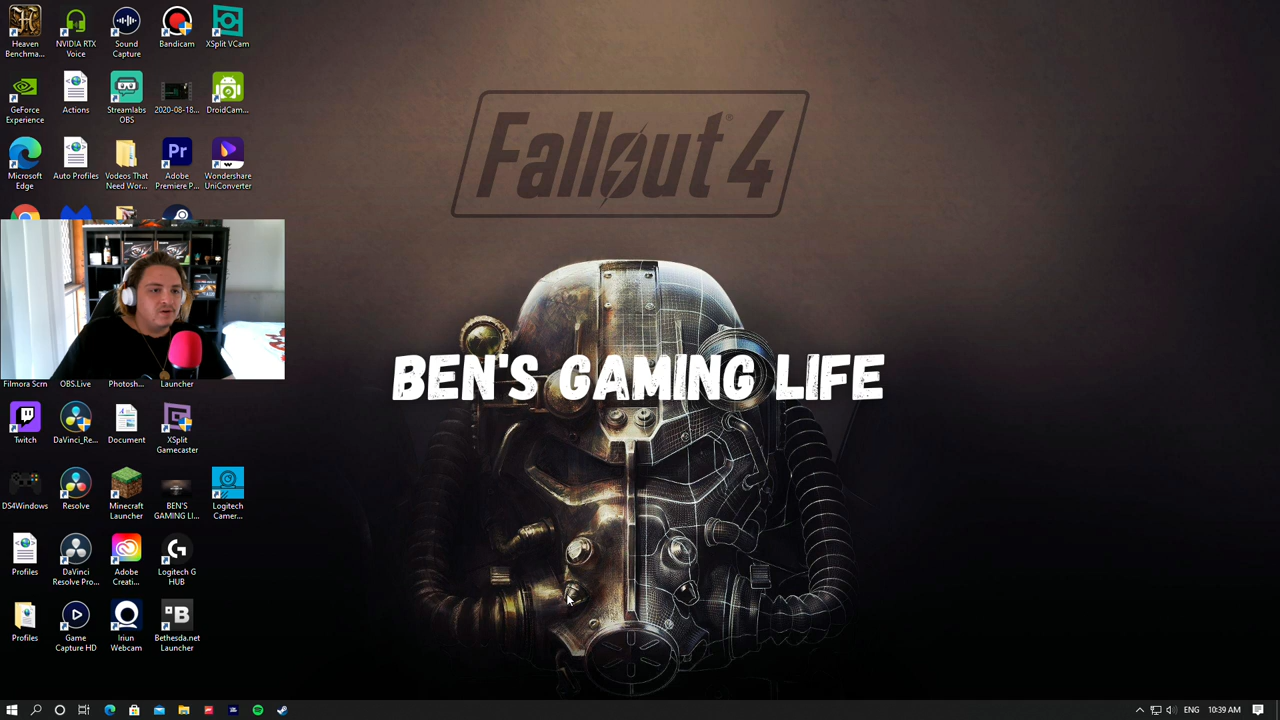 Heaven
Benchma...
NVIDIA RTX
Voice
Sound
Capture
Bandicam
XSplit VCam
GeForce
Experience
Actions
Streamlabs
OBS
2020-08-18...
DroidCam...
Microsoft
Edge
Auto Profiles
Vodeos That
Need Wor...
Pr
Adobe
Premiere P...
Wondershare
UniConverter
Fallout 4
®
Filmora Scrn
OBS.Live
Photosh...
Launcher
BEN'S GAMING LIFE
Twitch
DaVinci_Re...
Document
XSplit
Gamecaster
DS4Windows
Resolve
Minecraft
Launcher
BEN'S
GAMING LI...
Logitech
Camer...
Profiles
DaVinci
Resolve Pro...
Adobe
Creati...
Logitech G
HUB
Profiles
Game
Capture HD
Iriun
Webcam
Bethesda.net
Launcher
ENG
10:39 AM